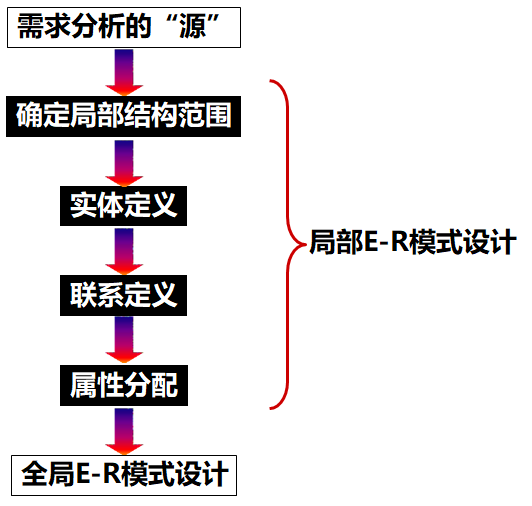 需求分析的“源”
确定局部结构范围
实体定义
局部E-R模式设计
联系定义
属性分配
全局E-R模式设计